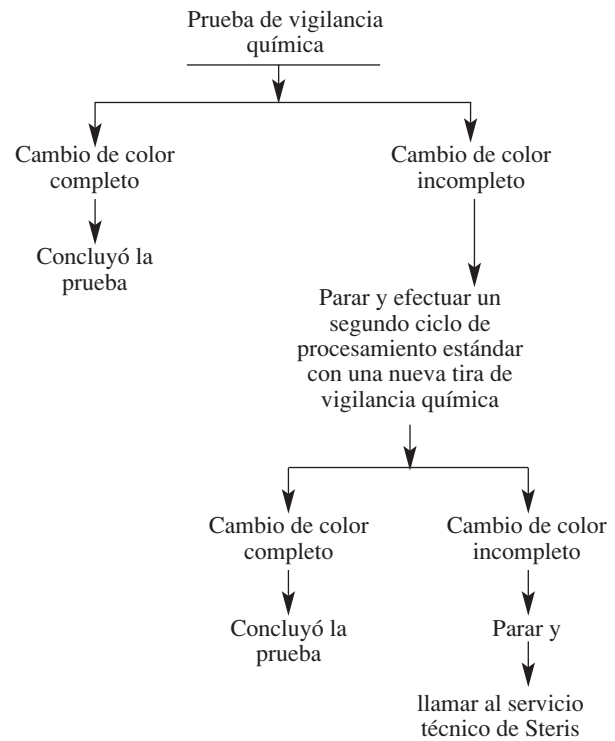 Prueba de vigilancia
química
Cambio de color
completo
Cambio de color
incompleto
Concluyó la
prueba
Parar y efectuar un
segundo ciclo de
procesamiento estándar
con una nueva tira de
vigilancia química
Cambio de color
completo
Cambio de color
incompleto
Concluyó la
prueba
Parar y
llamar al servicio
técnico de Steris